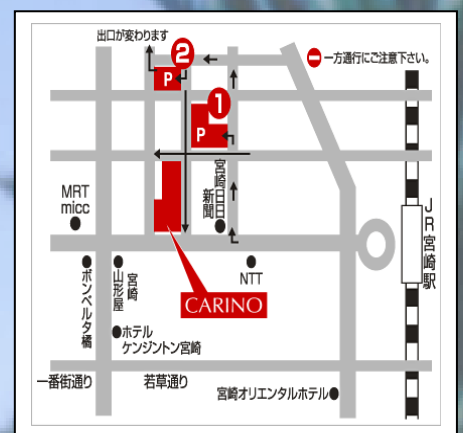 出口が変わります
2
一方通行にご注意下さい。
P
1
P
宮崎日日
新聞
MRT
micc
JR宮崎駅
ボンベルタ橘
宮崎
山形屋
NTT
CARINO
ホテル
ケンジントン宮崎
一番街通り
若草通り
宮崎オリエンタルホテル